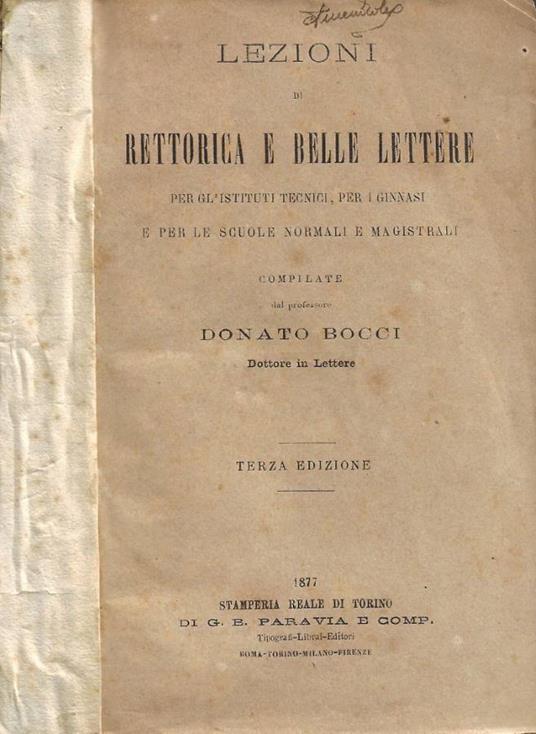 LEZIONI
DI
RETTORICA E BELLE LETTERE
PER GL'ISTITUTI TECNICI, PER I GINNASI
E PER LE SCUOLE NORMALI E MAGISTRALI
COMPILATE
dal professore
DONATO BOCCI
Dottore in Lettere
TERZA EDIZIONE
1877
STAMPERIA REALE DI TORINO
DI G. B. PARAVIA E COMP.
Tipografi-Librai-Editori
ROMA-TORINO-MILANO-FIRENZE